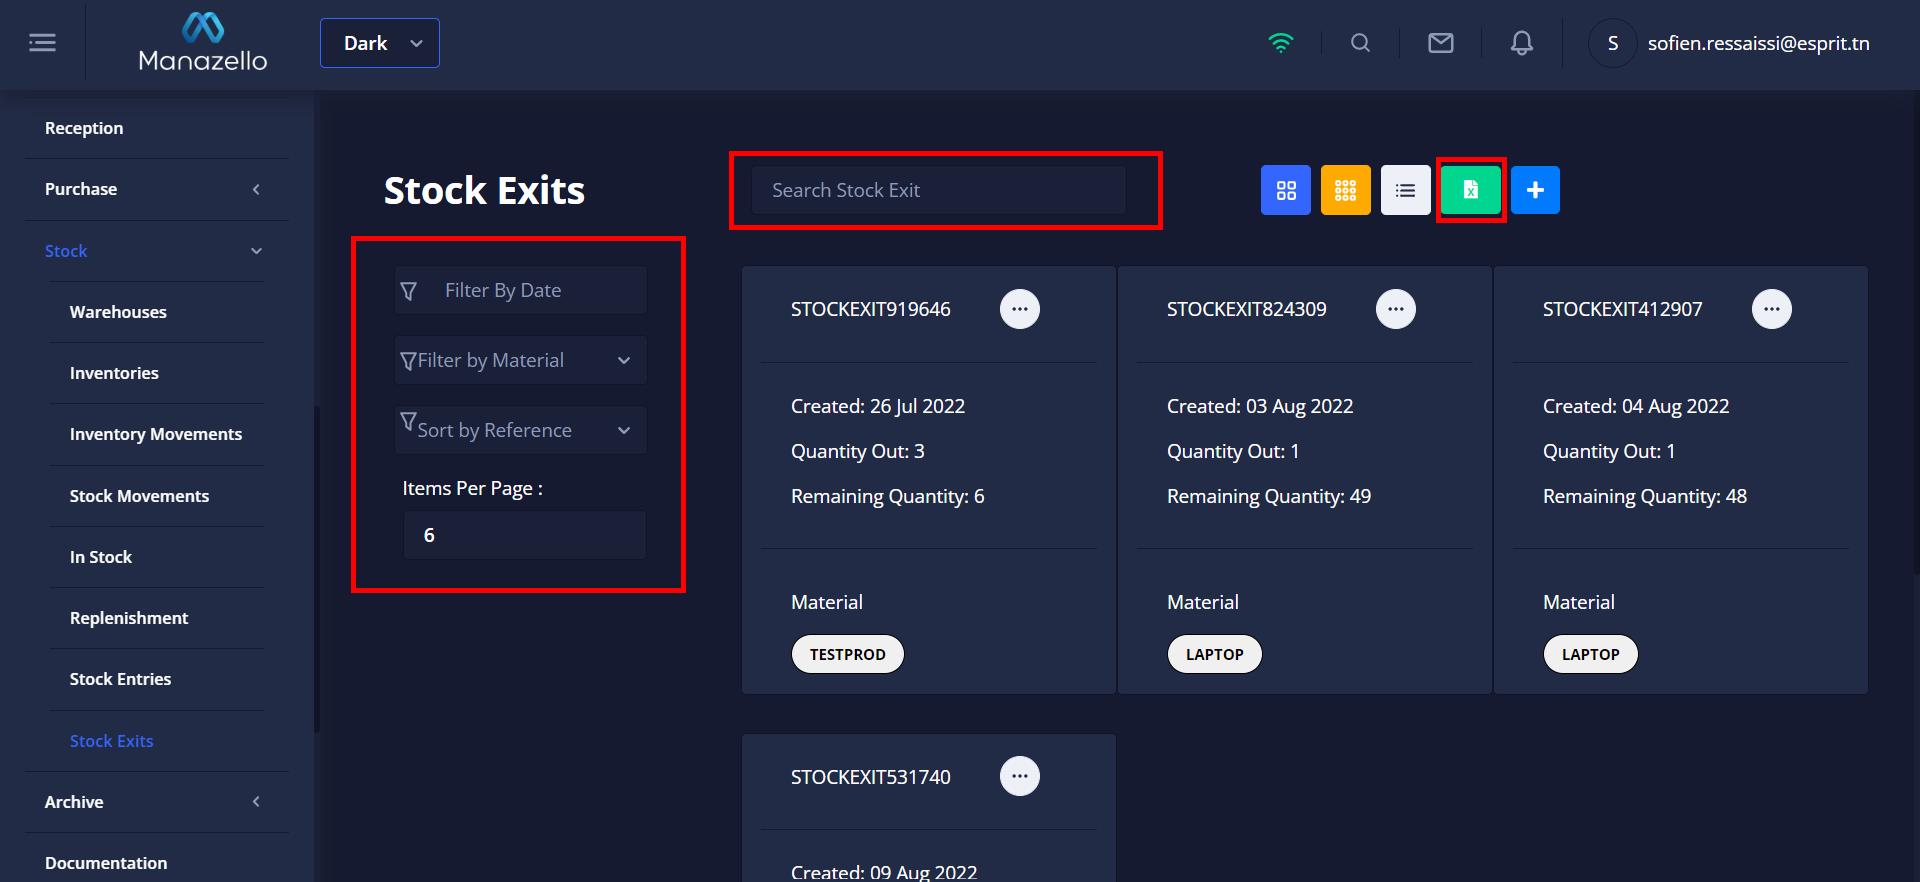 Manazello
Dark
S
sofien.ressaissi@esprit.tn
Reception
Purchase
Stock
Warehouses
Inventories
Inventory Movements
Stock Movements
In Stock
Replenishment
Stock Entries
Stock Exits
Archive
Documentation
Stock Exits
Search Stock Exit
X
Filter By Date
Filter by Material
Sort by Reference
Items Per Page :
6
STOCKEXIT919646
Created: 26 Jul 2022
Quantity Out: 3
Remaining Quantity: 6
Material
TESTPROD
STOCKEXIT824309
Created: 03 Aug 2022
Quantity Out: 1
Remaining Quantity: 49
Material
LAPTOP
STOCKEXIT412907
Created: 04 Aug 2022
Quantity Out: 1
Remaining Quantity: 48
Material
LAPTOP
STOCKEXIT531740
Created: 09 Aug 2022